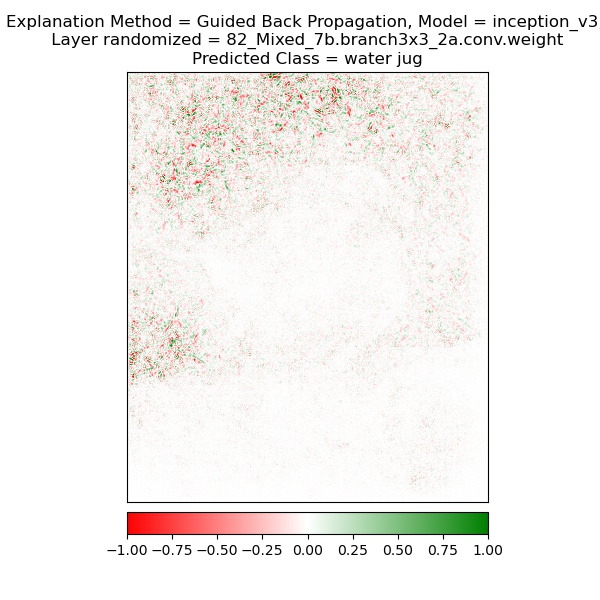 Explanation Method = Guided Back Propagation, Model = inception_v3
Layer randomized = 82_Mixed_7b.branch3x3_2a.conv.weight
Predicted Class = water jug
−1.00 −0.75 −0.50 −0.25 0.00 0.25 0.50 0.75 1.00